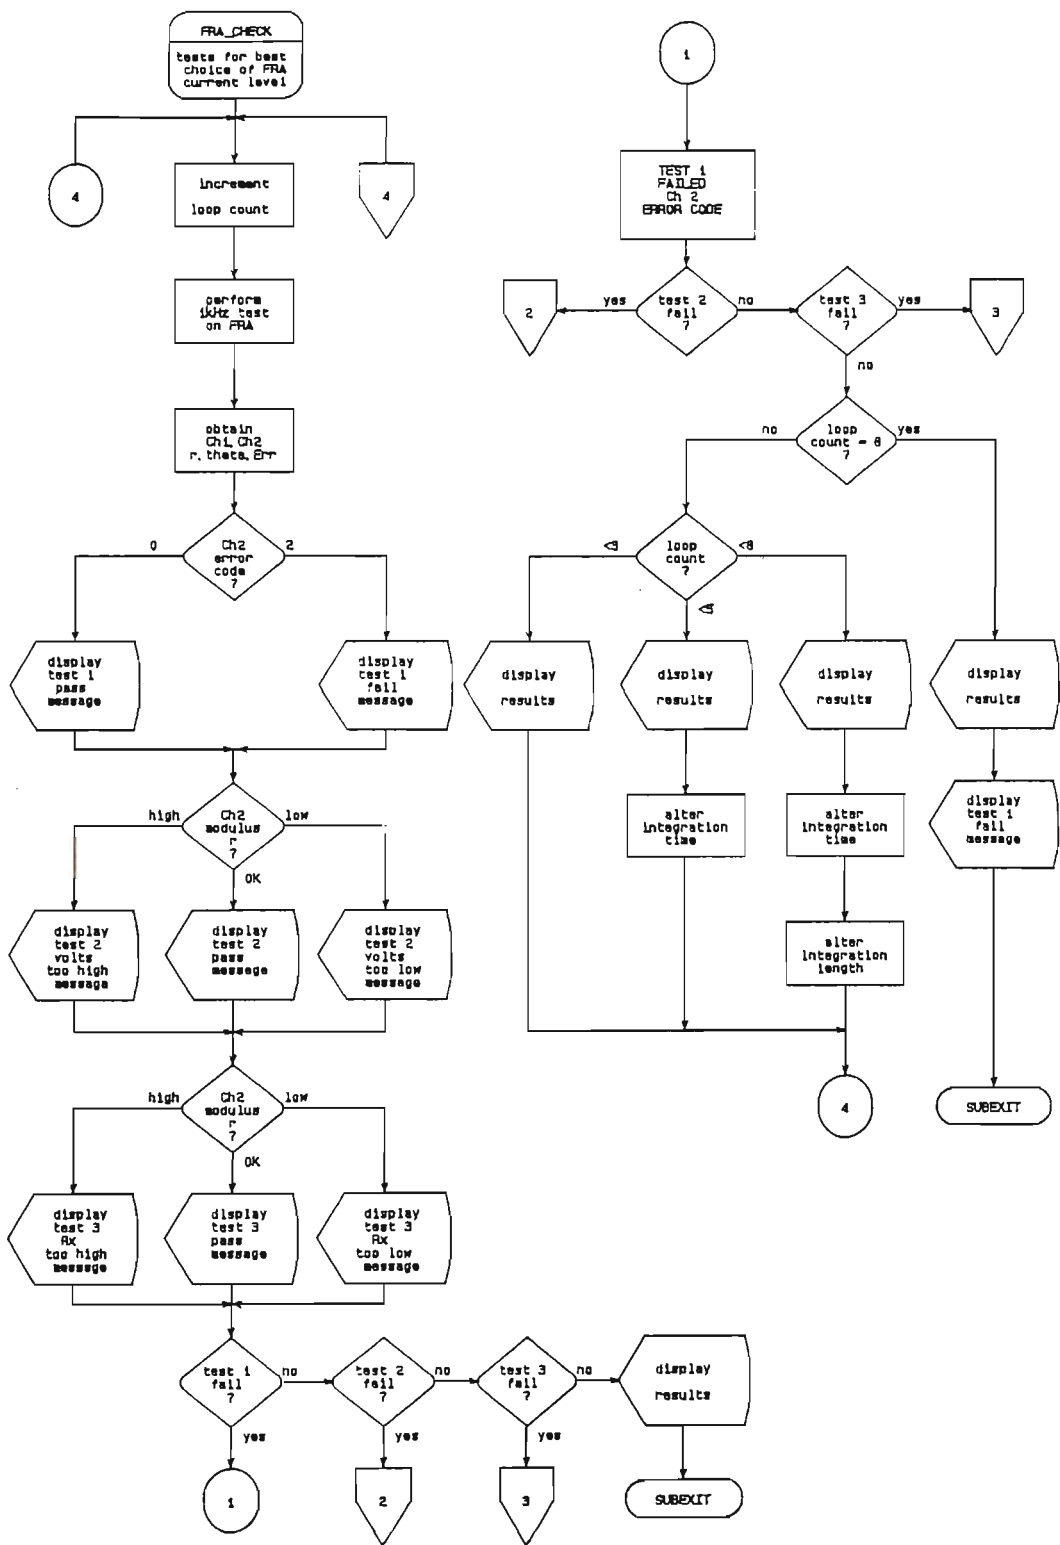 FRA_CHECK
tests for best
choice of FRA
current level
4
increment
loop count
4
perform
1kHz test
on FRA
obtain
Ch1, Ch2
r, theta, Err
0
Ch2
error
code
?
2
display
test 1
pass
message
display
test 1
fail
message
high
Ch2
modulus
r
?
low
OK
display
test 2
volts
too high
message
display
test 2
pass
message
display
test 2
volts
too low
message
high
Ch2
modulus
r
?
low
OK
display
test 3
Rx
too high
message
display
test 3
pass
message
display
test 3
Rx
too low
message
test 1
fail
?
no
yes
1
test 2
fail
?
no
yes
2
test 3
fail
?
no
yes
3
display
results
SUBEXIT
1
TEST 1
FAILED
Ch 2
ERROR CODE
2
yes
test 2
fail
?
no
test 3
fail
?
yes
3
no
no
loop
count = 8
?
yes
<3
loop
count
?
<8
<5
display
results
display
results
display
results
display
results
alter
integration
time
alter
integration
time
display
test 1
fail
message
alter
integration
length
4
SUBEXIT